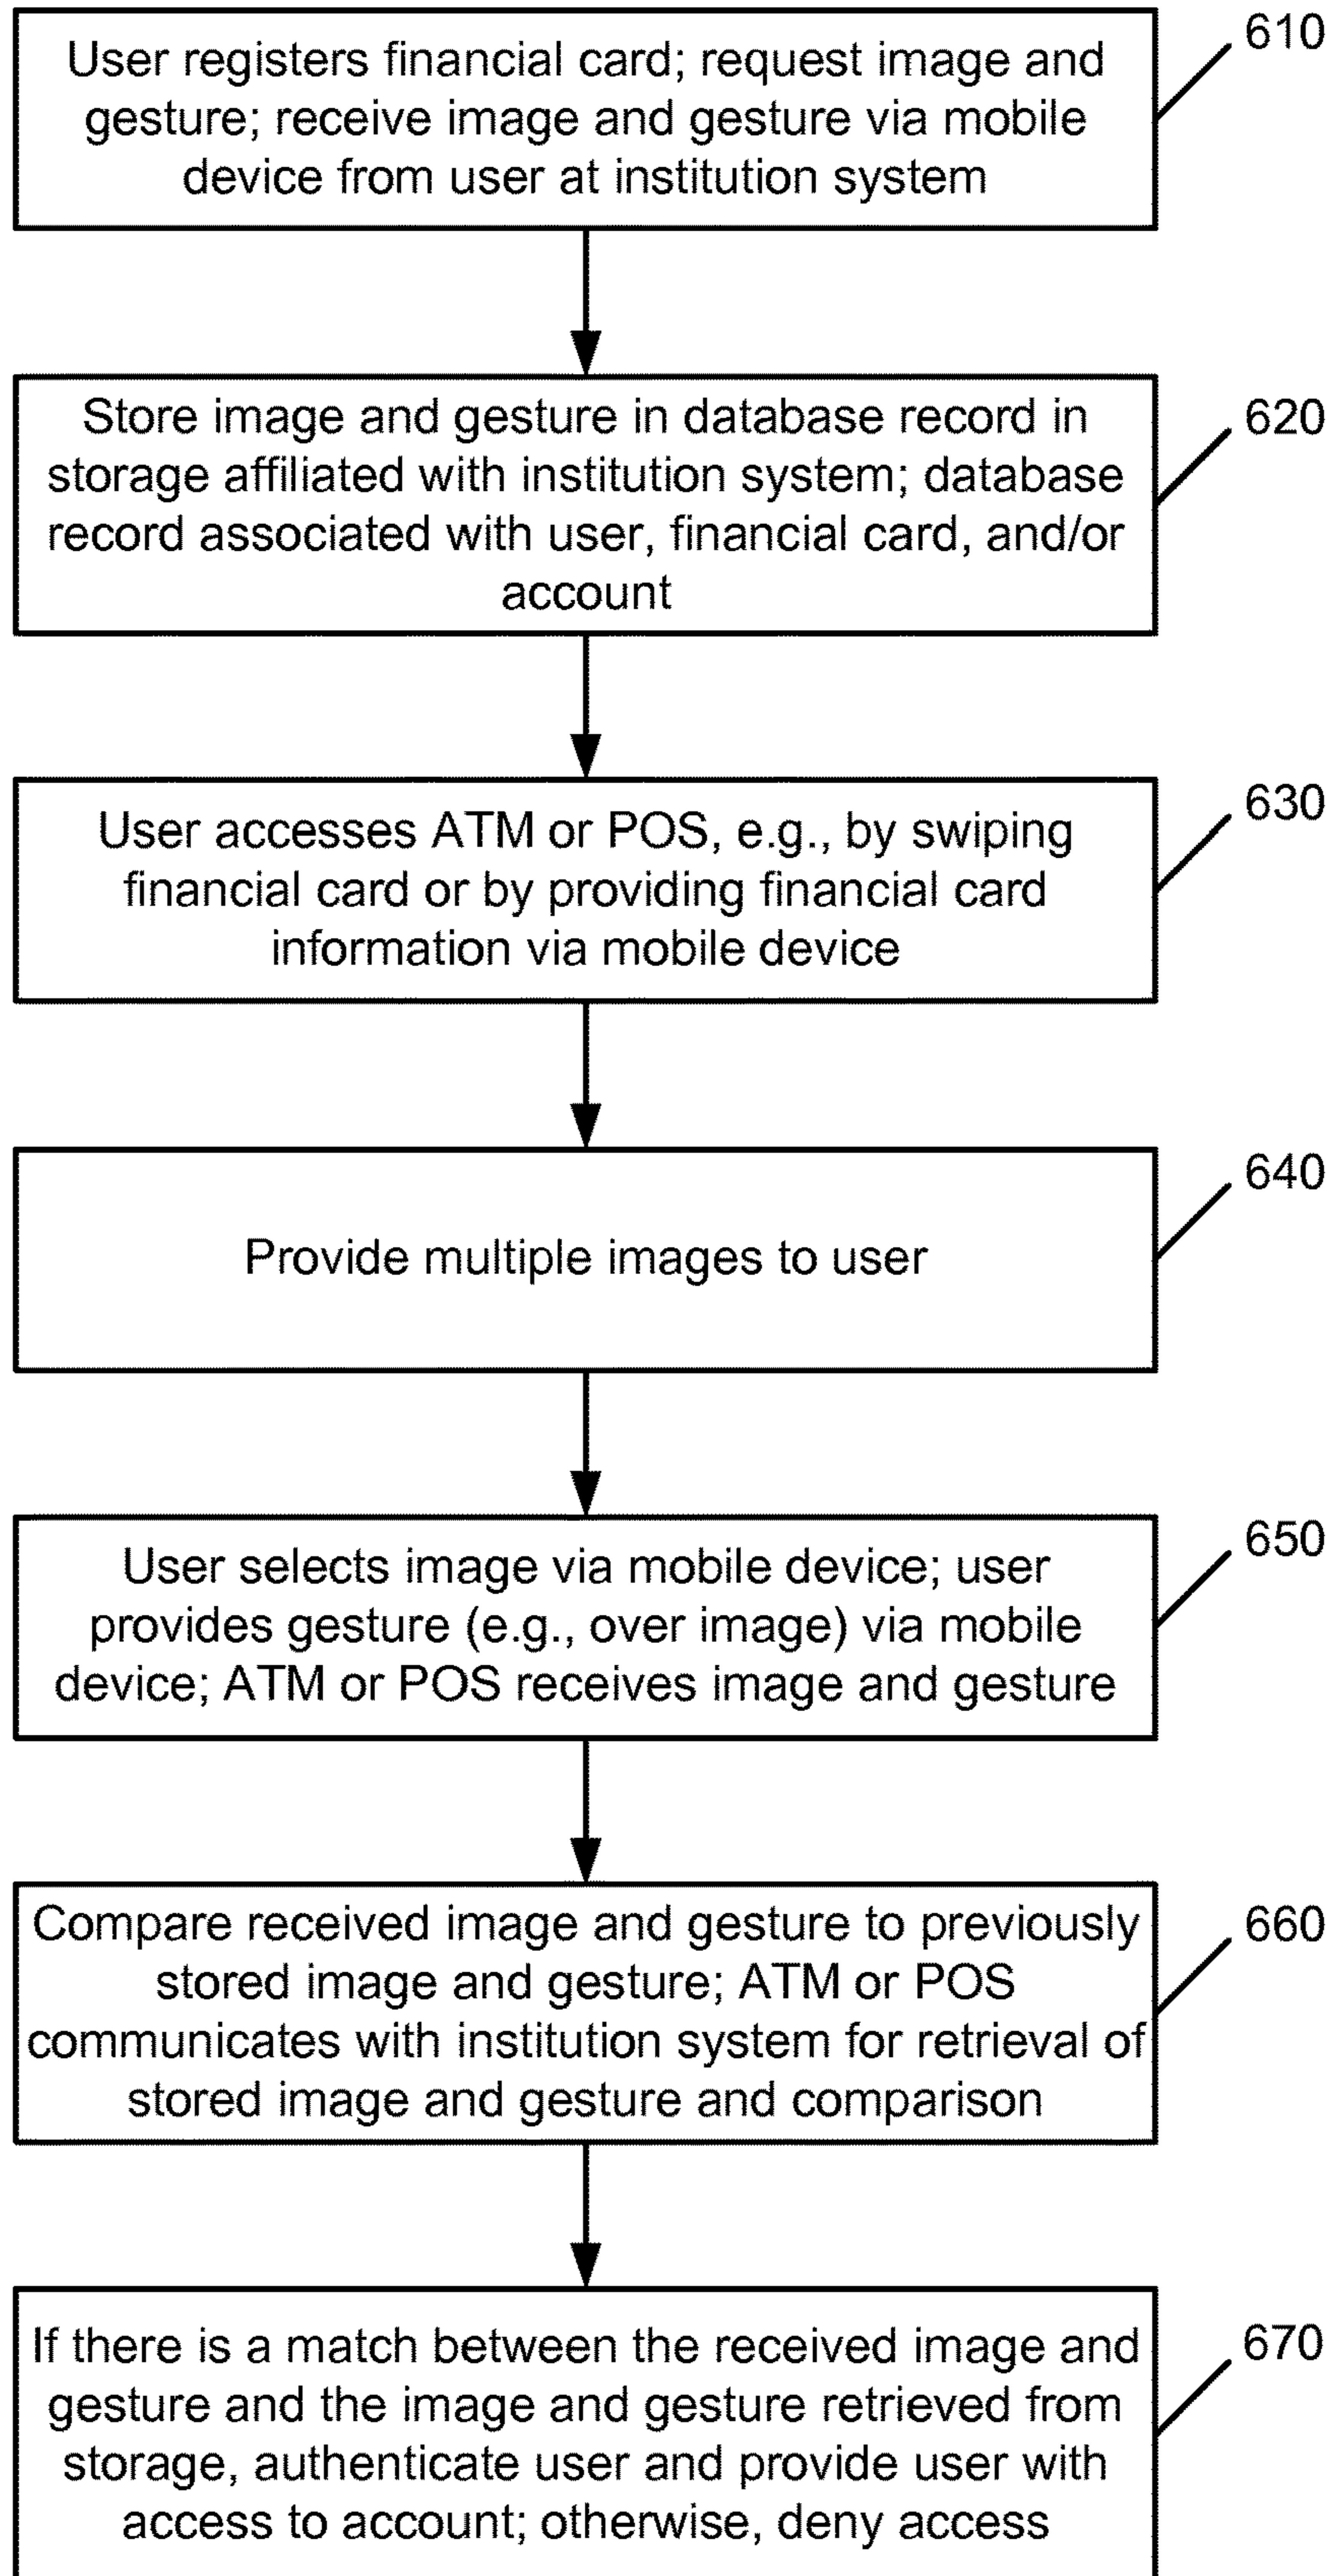 User registers financial card; request image and
gesture; receive image and gesture via mobile
device from user at institution system
610
Store image and gesture in database record in
storage affiliated with institution system; database
record associated with user, financial card, and/or
account
620
User accesses ATM or POS, e.g., by swiping
financial card or by providing financial card
information via mobile device
630
Provide multiple images to user
640
User selects image via mobile device; user
provides gesture (e.g., over image) via mobile
device; ATM or POS receives image and gesture
650
Compare received image and gesture to previously
stored image and gesture; ATM or POS
communicates with institution system for retrieval of
stored image and gesture and comparison
660
If there is a match between the received image and
gesture and the image and gesture retrieved from
storage, authenticate user and provide user with
access to account; otherwise, deny access
670